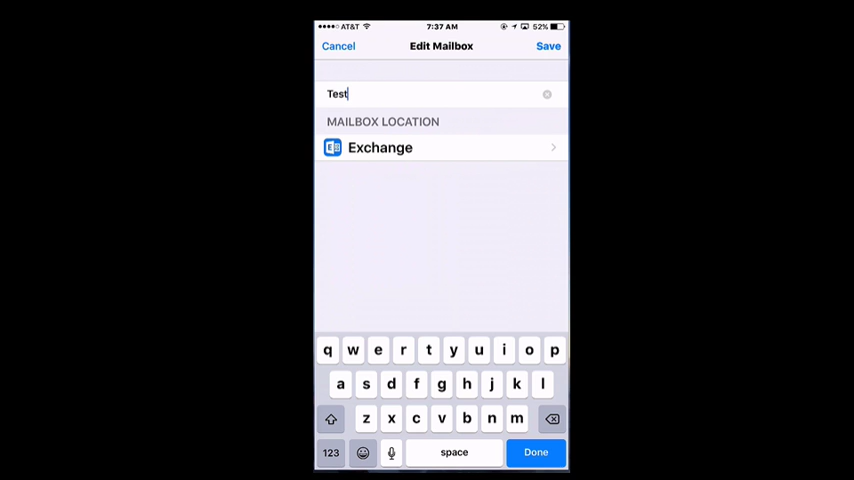 AT&T 7:37 AM 52%
Cancel Edit Mailbox Save
Test
MAILBOX LOCATION
Exchange
q w e r t y u i o p
a s d f g h j k l
z x c v b n m
123 space Done